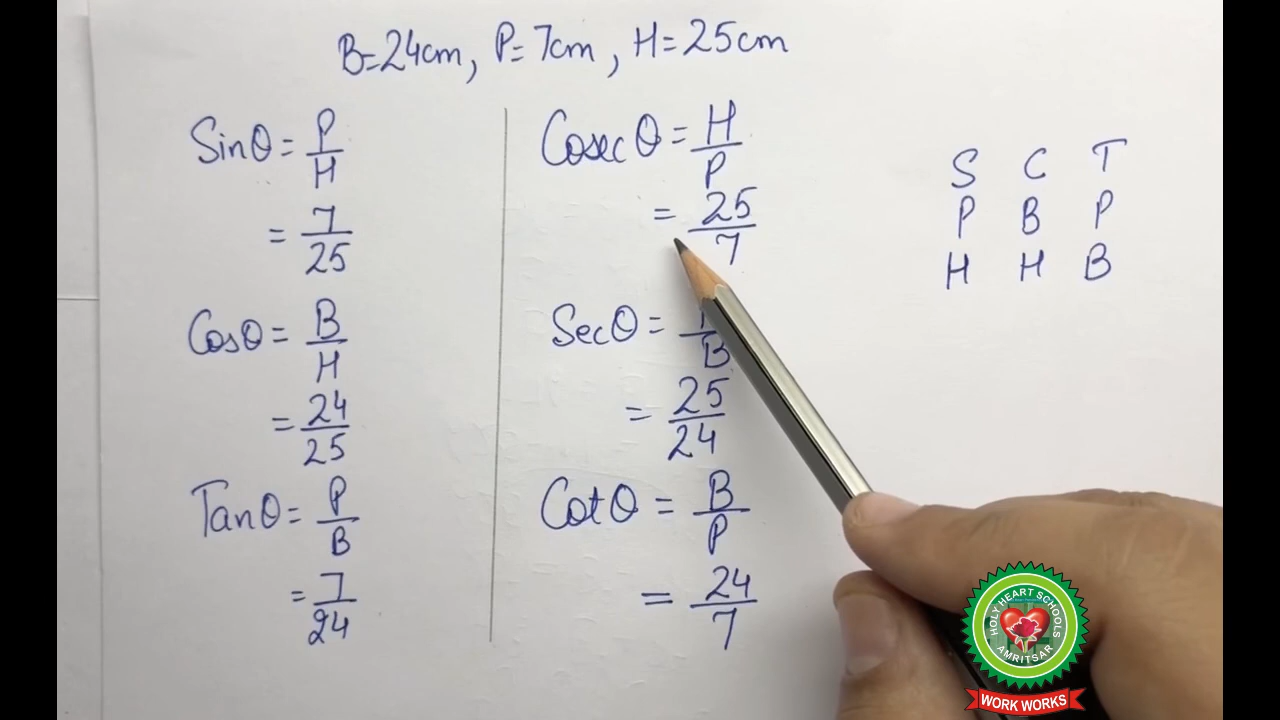 B=24cm, P=7cm, H=25cm
Sinθ = P/H
= 7/25
Cosθ = B/H
= 24/25
Tanθ = P/B
= 7/24
Cosecθ = H/P
= 25/7
Secθ = /B
= 25/24
Cotθ = B/P
= 24/7
S C T
P B P
H H B
HOLY HEART SCHOOLS
AMRITSAR
WORK WORKS